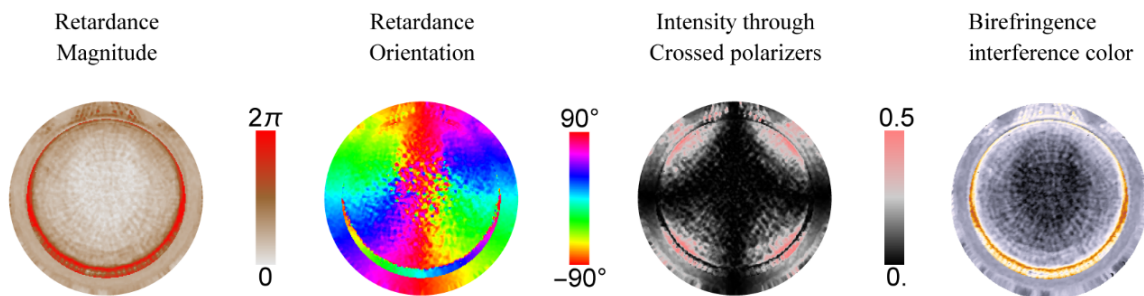 Retardance
Magnitude
Retardance
Orientation
Intensity through
Crossed polarizers
Birefringence
interference color
2π
0
90°
−90°
0.5
0.